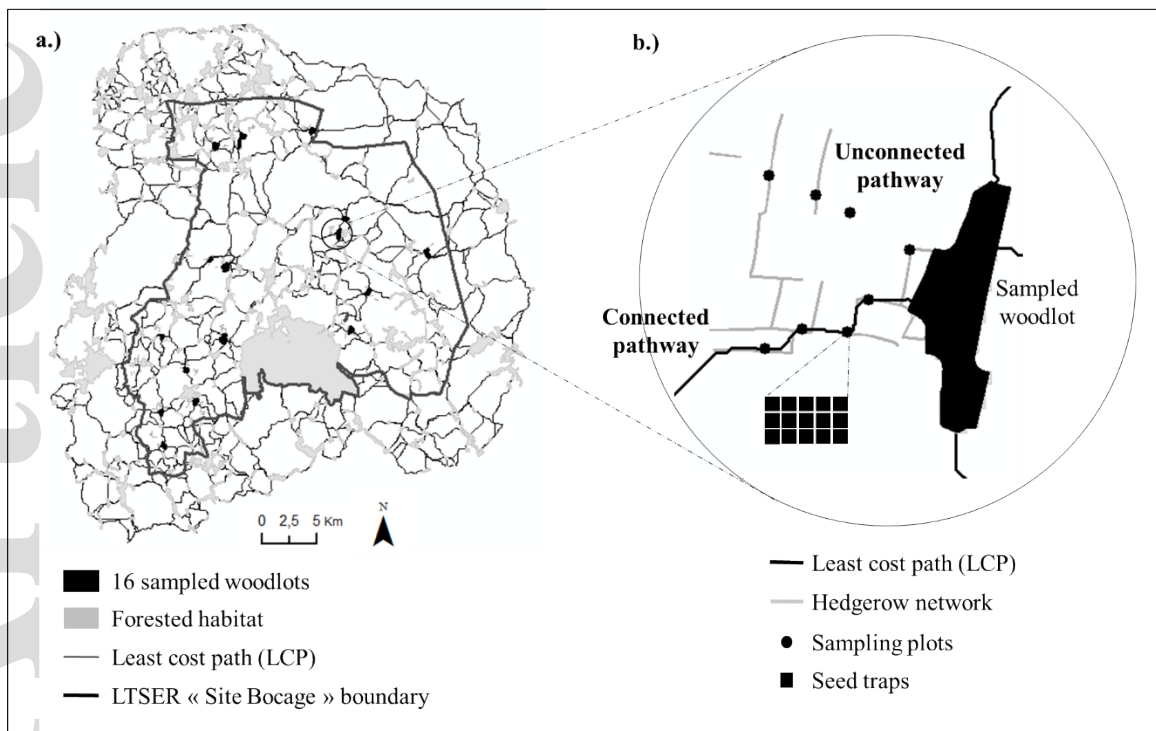 a.)
b.)
Unconnected
pathway
Connected
pathway
Sampled
woodlot
0 2,5 5 Km
N
16 sampled woodlots
Forested habitat
Least cost path (LCP)
LTSER « Site Bocage » boundary
Least cost path (LCP)
Hedgerow network
Sampling plots
Seed traps